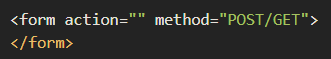 <form action="" method="POST/GET">
</form>